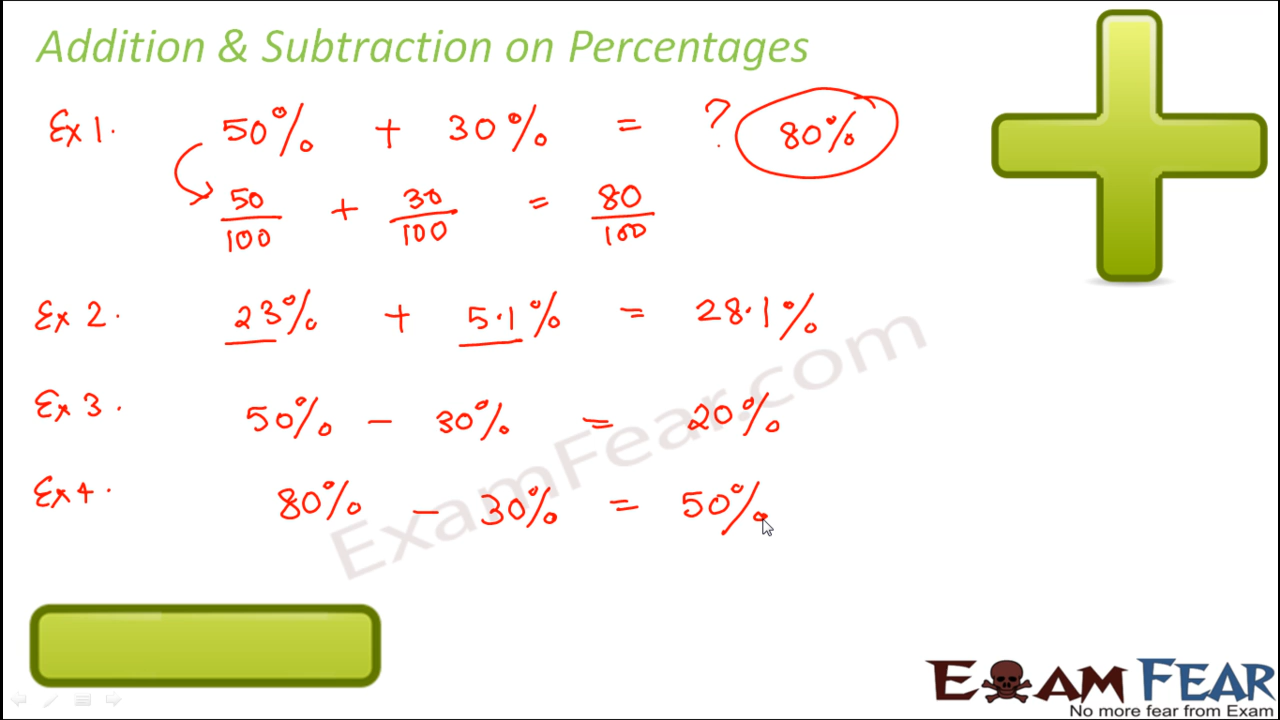 Addition & Subtraction on Percentages
Ex 1. 50% + 30% = ? 80%
50/100 + 30/100 = 80/100
Ex 2. 23% + 5.1% = 28.1%
Ex 3. 50% - 30% = 20%
Ex 4. 80% - 30% = 50%
ExamFear.com
EXAM FEAR
No more fear from Exam